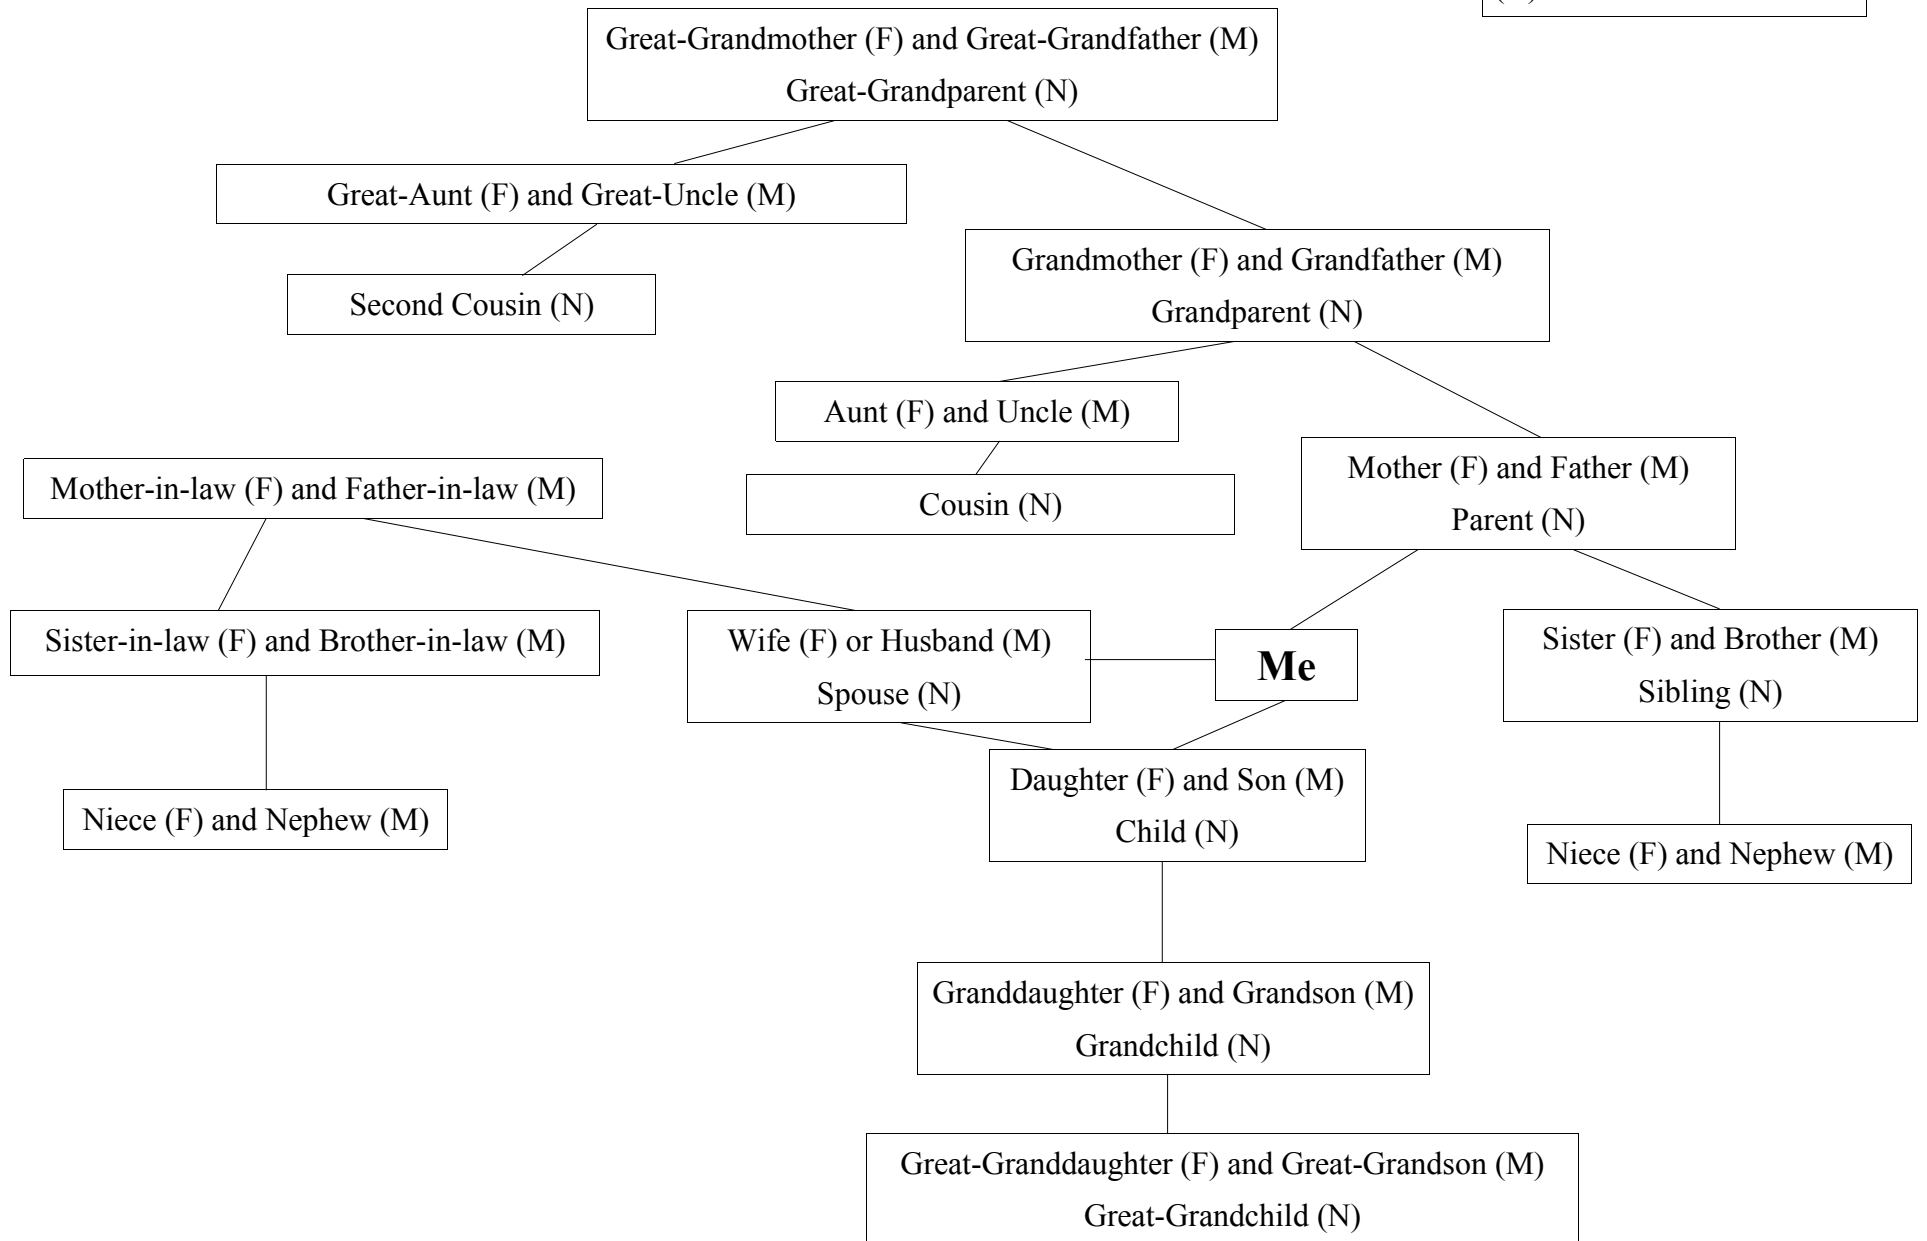 Great-Grandmother (F) and Great-Grandfather (M)
Great-Grandparent (N)
Great-Aunt (F) and Great-Uncle (M)
Second Cousin (N)
Grandmother (F) and Grandfather (M)
Grandparent (N)
Aunt (F) and Uncle (M)
Cousin (N)
Mother (F) and Father (M)
Parent (N)
Mother-in-law (F) and Father-in-law (M)
Sister-in-law (F) and Brother-in-law (M)
Wife (F) or Husband (M)
Spouse (N)
Me
Sister (F) and Brother (M)
Sibling (N)
Daughter (F) and Son (M)
Child (N)
Niece (F) and Nephew (M)
Niece (F) and Nephew (M)
Granddaughter (F) and Grandson (M)
Grandchild (N)
Great-Granddaughter (F) and Great-Grandson (M)
Great-Grandchild (N)